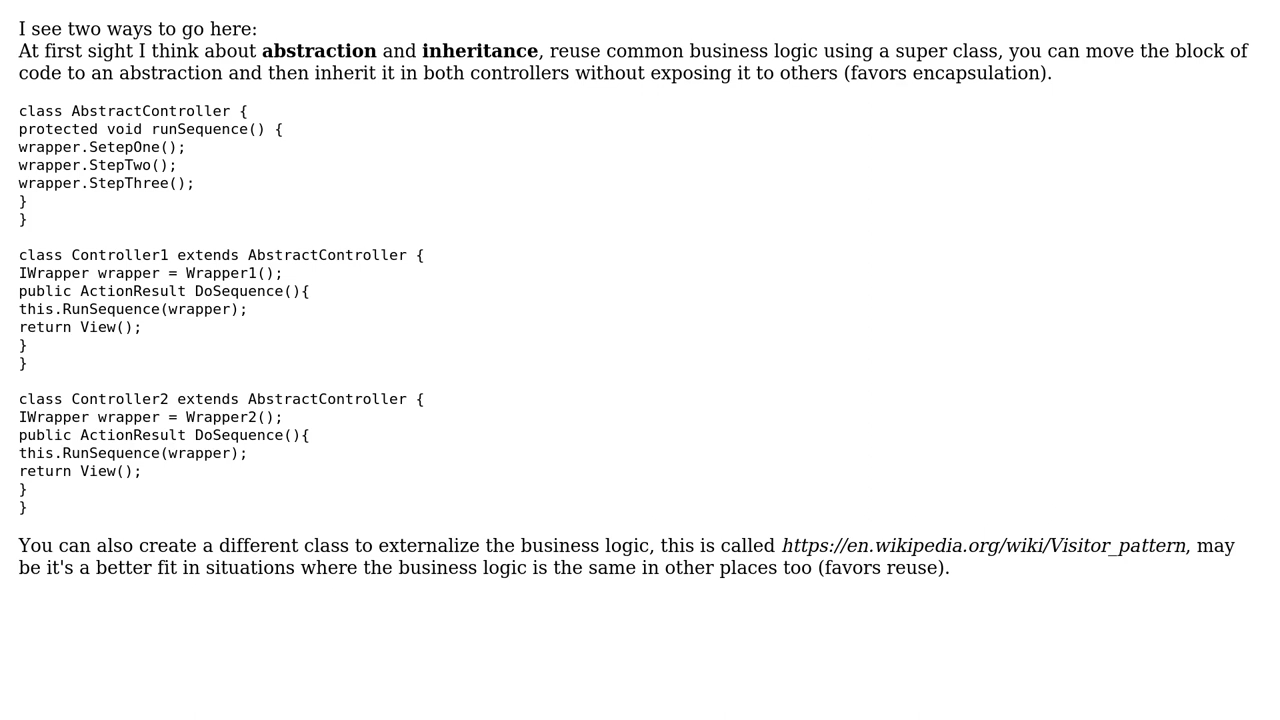 I see two ways to go here:
At first sight I think about abstraction and inheritance, reuse common business logic using a super class, you can move the block of
code to an abstraction and then inherit it in both controllers without exposing it to others (favors encapsulation).
class AbstractController {
protected void runSequence() {
wrapper.SetepOne();
wrapper.StepTwo();
wrapper.StepThree();
}
}
class Controller1 extends AbstractController {
IWrapper wrapper = Wrapper1();
public ActionResult DoSequence(){
this.RunSequence(wrapper);
return View();
}
}
class Controller2 extends AbstractController {
IWrapper wrapper = Wrapper2();
public ActionResult DoSequence(){
this.RunSequence(wrapper);
return View();
}
}
You can also create a different class to externalize the business logic, this is called https://en.wikipedia.org/wiki/Visitor_pattern, may
be it's a better fit in situations where the business logic is the same in other places too (favors reuse).